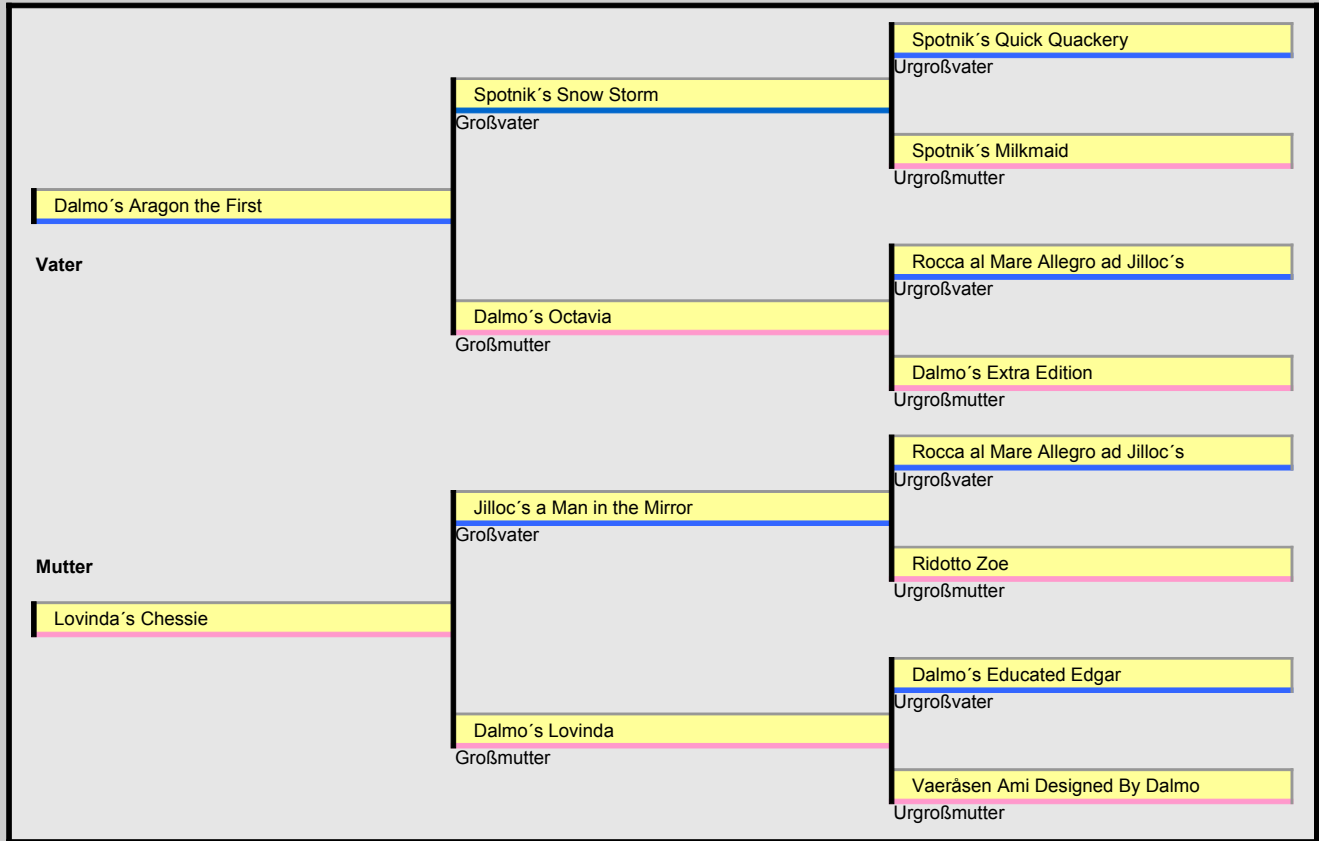 Spotnik´s Quick Quackery
Urgroßvater
Spotnik´s Snow Storm
Großvater
Spotnik´s Milkmaid
Urgroßmutter
Dalmo´s Aragon the First
Vater
Rocca al Mare Allegro ad Jilloc´s
Urgroßvater
Dalmo´s Octavia
Großmutter
Dalmo´s Extra Edition
Urgroßmutter
Rocca al Mare Allegro ad Jilloc´s
Urgroßvater
Jilloc´s a Man in the Mirror
Großvater
Ridotto Zoe
Urgroßmutter
Mutter
Lovinda´s Chessie
Dalmo´s Educated Edgar
Urgroßvater
Dalmo´s Lovinda
Großmutter
Vaeråsen Ami Designed By Dalmo
Urgroßmutter